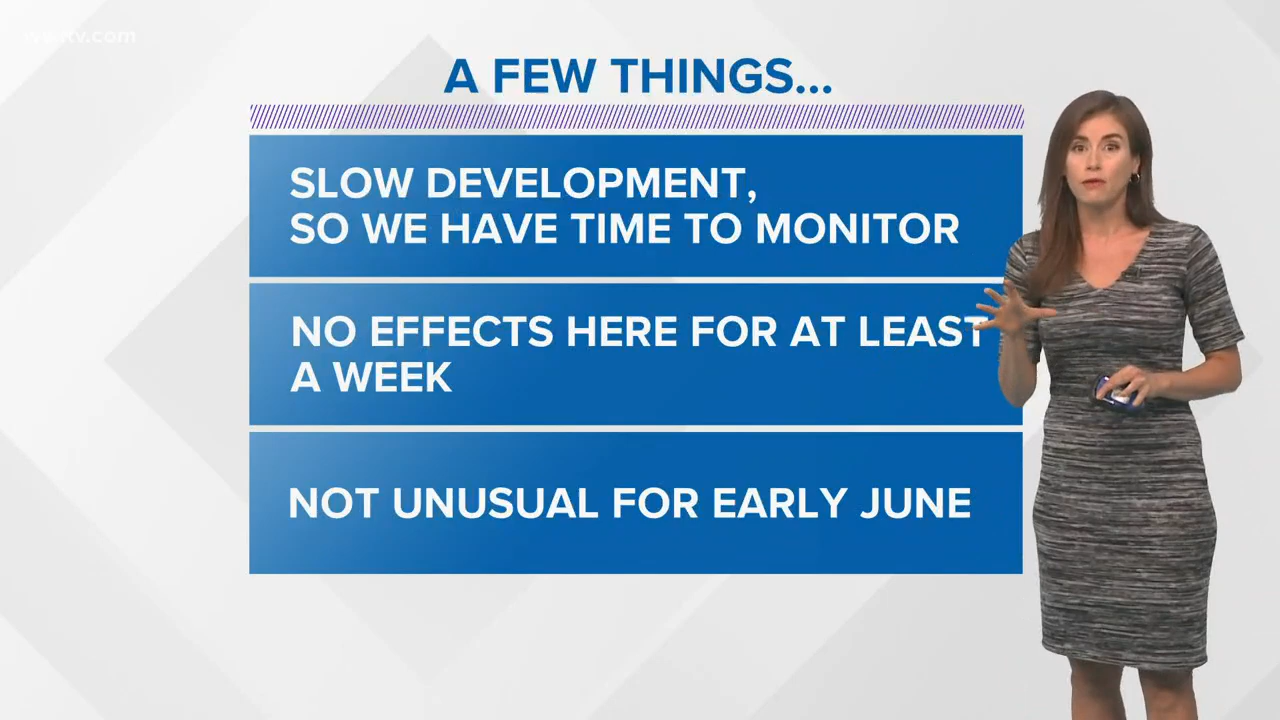 A FEW THINGS...
SLOW DEVELOPMENT,
SO WE HAVE TIME TO MONITOR
NO EFFECTS HERE FOR AT LEAST
A WEEK
NOT UNUSUAL FOR EARLY JUNE